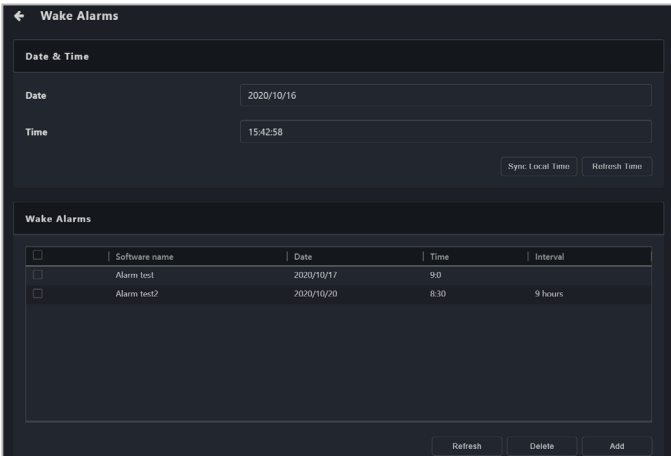 Wake Alarms
Date & Time
Date 2020/10/16
Time 15:42:58
Sync Local Time Refresh Time
Wake Alarms
Software name Date Time Interval
Alarm test 2020/10/17 9:0
Alarm test2 2020/10/20 8:30 9 hours
Refresh Delete Add